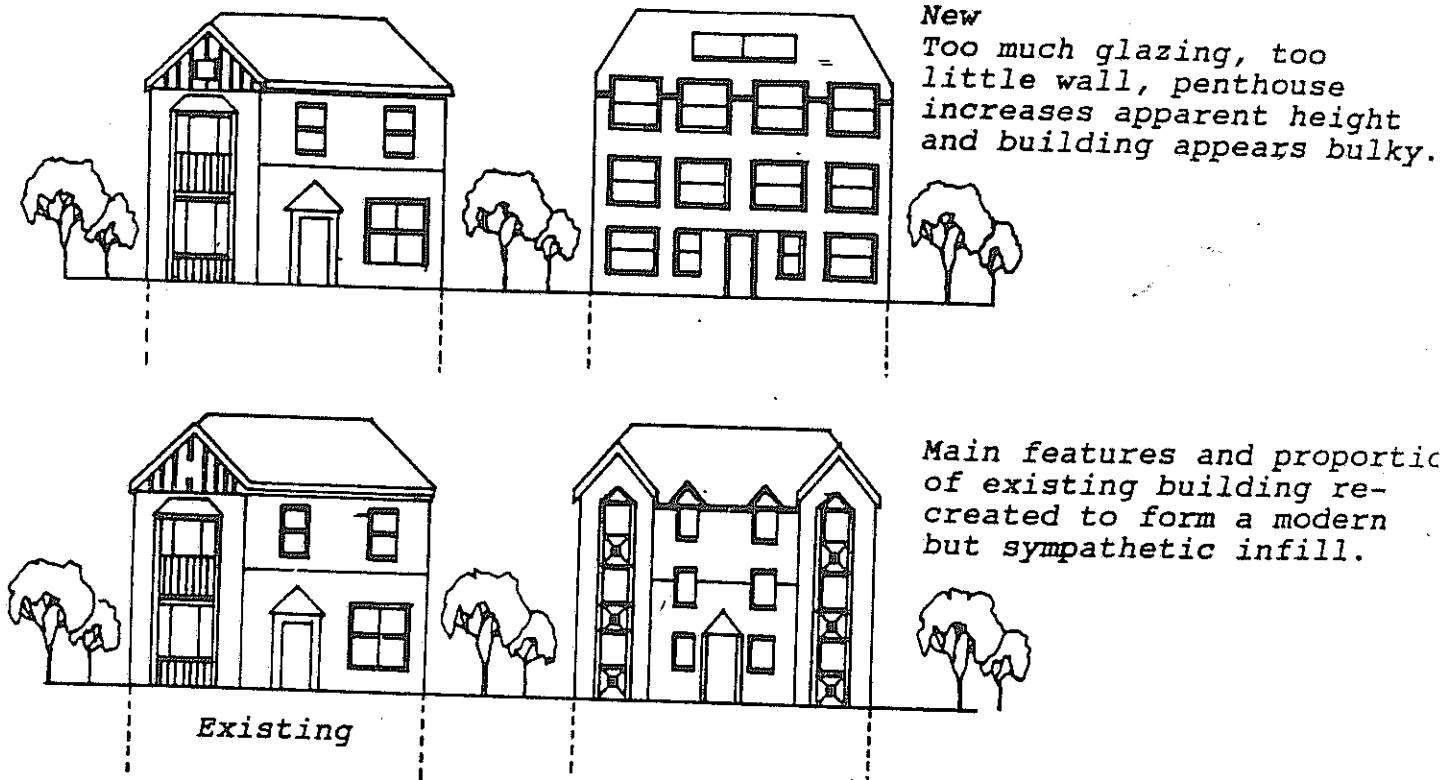 New
Too much glazing, too
little wall, penthouse
increases apparent height
and building appears bulky.
Main features and proportio
of existing building re-
created to form a modern
but sympathetic infill.
Existing